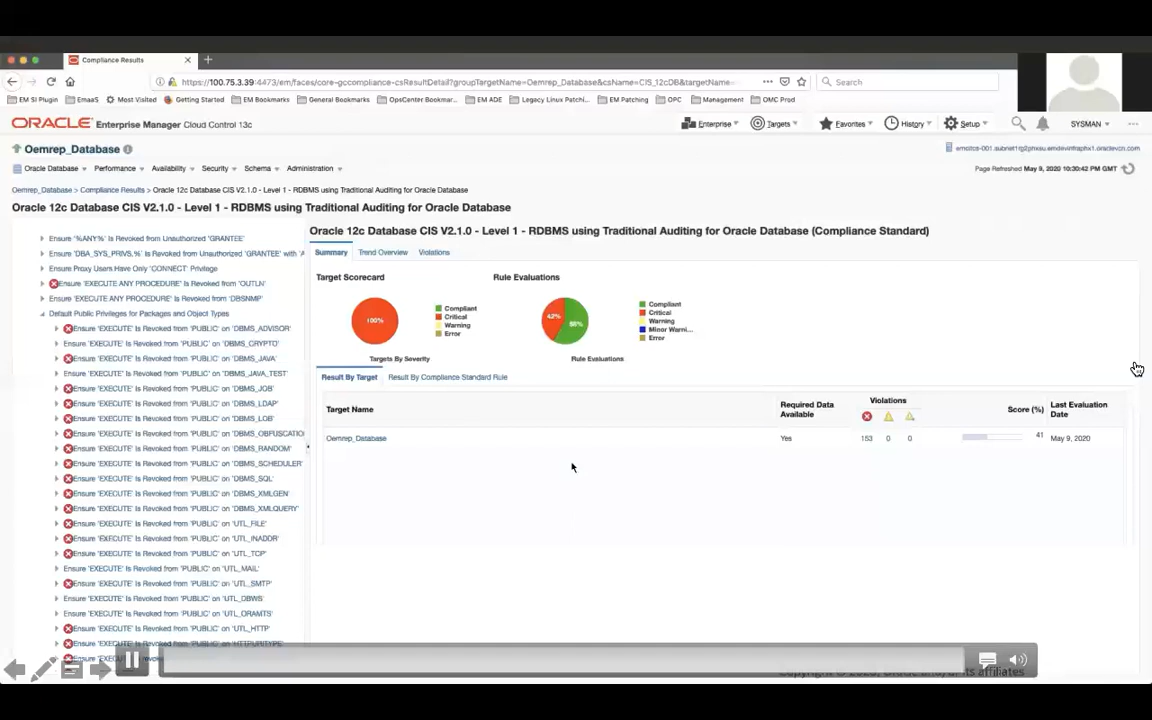 Compliance Results
https://100.75.3.39:4473/em/faces/core-gccompliance-csResultDetail?groupTargetName=Oemrep_Database&csName=CIS_12cDB&targetName=
Search
EM SI Plugin
EmaaS
Most Visited
Getting Started
EM Bookmarks
General Bookmarks
OpsCenter Bookmar...
EM ADE
Legacy Linux Patchi...
EM Patching
OPC
Management
OMC Prod
ORACLE Enterprise Manager Cloud Control 13c
Enterprise
Targets
Favorites
History
Setup
SYSMAN
Oemrep_Database
Oracle Database
Performance
Availability
Security
Schema
Administration
Page Refreshed May 9, 2020 10:30:42 PM GMT
Oemrep_Database > Compliance Results > Oracle 12c Database CIS V2.1.0 - Level 1 - RDBMS using Traditional Auditing for Oracle Database
Oracle 12c Database CIS V2.1.0 - Level 1 - RDBMS using Traditional Auditing for Oracle Database
Ensure '%ANY%' Is Revoked from Unauthorized 'GRANTEE'
Ensure 'DBA_SYS_PRIVS.%' Is Revoked from Unauthorized 'GRANTEE' with 'A
Ensure Proxy Users Have Only 'CONNECT' Privilege
Ensure 'EXECUTE ANY PROCEDURE' Is Revoked from 'OUTLN'
Ensure 'EXECUTE ANY PROCEDURE' Is Revoked from 'DBSNMP'
Default Public Privileges for Packages and Object Types
Ensure 'EXECUTE' Is Revoked from 'PUBLIC' on 'DBMS_ADVISOR'
Ensure 'EXECUTE' Is Revoked from 'PUBLIC' on 'DBMS_CRYPTO'
Ensure 'EXECUTE' Is Revoked from 'PUBLIC' on 'DBMS_JAVA'
Ensure 'EXECUTE' Is Revoked from 'PUBLIC' on 'DBMS_JAVA_TEST'
Ensure 'EXECUTE' Is Revoked from 'PUBLIC' on 'DBMS_JOB'
Ensure 'EXECUTE' Is Revoked from 'PUBLIC' on 'DBMS_LDAP'
Ensure 'EXECUTE' Is Revoked from 'PUBLIC' on 'DBMS_LOB'
Ensure 'EXECUTE' Is Revoked from 'PUBLIC' on 'DBMS_OBFUSCATIO
Ensure 'EXECUTE' Is Revoked from 'PUBLIC' on 'DBMS_RANDOM'
Ensure 'EXECUTE' Is Revoked from 'PUBLIC' on 'DBMS_SCHEDULER'
Ensure 'EXECUTE' Is Revoked from 'PUBLIC' on 'DBMS_SQL'
Ensure 'EXECUTE' Is Revoked from 'PUBLIC' on 'DBMS_XMLGEN'
Ensure 'EXECUTE' Is Revoked from 'PUBLIC' on 'DBMS_XMLQUERY'
Ensure 'EXECUTE' Is Revoked from 'PUBLIC' on 'UTL_FILE'
Ensure 'EXECUTE' Is Revoked from 'PUBLIC' on 'UTL_INADDR'
Ensure 'EXECUTE' Is Revoked from 'PUBLIC' on 'UTL_TCP'
Ensure 'EXECUTE' Is Revoked from 'PUBLIC' on 'UTL_MAIL'
Ensure 'EXECUTE' Is Revoked from 'PUBLIC' on 'UTL_SMTP'
Ensure 'EXECUTE' Is Revoked from 'PUBLIC' on 'UTL_DBWS'
Ensure 'EXECUTE' Is Revoked from 'PUBLIC' on 'UTL_ORAMTS'
Ensure 'EXECUTE' Is Revoked from 'PUBLIC' on 'UTL_HTTP'
Ensure 'EXECUTE' Is Revoked from 'PUBLIC' on 'HTTPURITYPE'
Oracle 12c Database CIS V2.1.0 - Level 1 - RDBMS using Traditional Auditing for Oracle Database (Compliance Standard)
Summary
Trend Overview
Violations
Target Scorecard
Rule Evaluations
100%
Compliant
Critical
Warning
Error
42%
58%
Compliant
Critical
Warning
Minor Warni...
Error
Targets By Severity
Rule Evaluations
Result By Target
Result By Compliance Standard Rule
Target Name
Required Data Available
Violations
Score (%)
Last Evaluation Date
Oemrep_Database
Yes
153
0
0
41
May 9, 2020